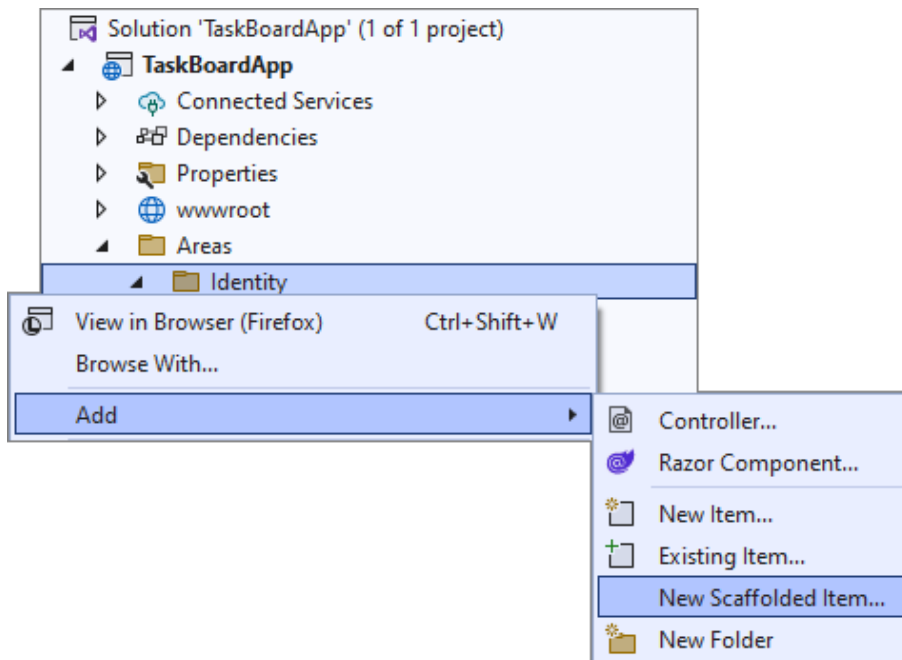 Solution 'TaskBoardApp' (1 of 1 project)
TaskBoardApp
Connected Services
Dependencies
Properties
wwwroot
Areas
Identity
View in Browser (Firefox) Ctrl+Shift+W
Browse With...
Add
Controller...
Razor Component...
New Item...
Existing Item...
New Scaffolded Item...
New Folder